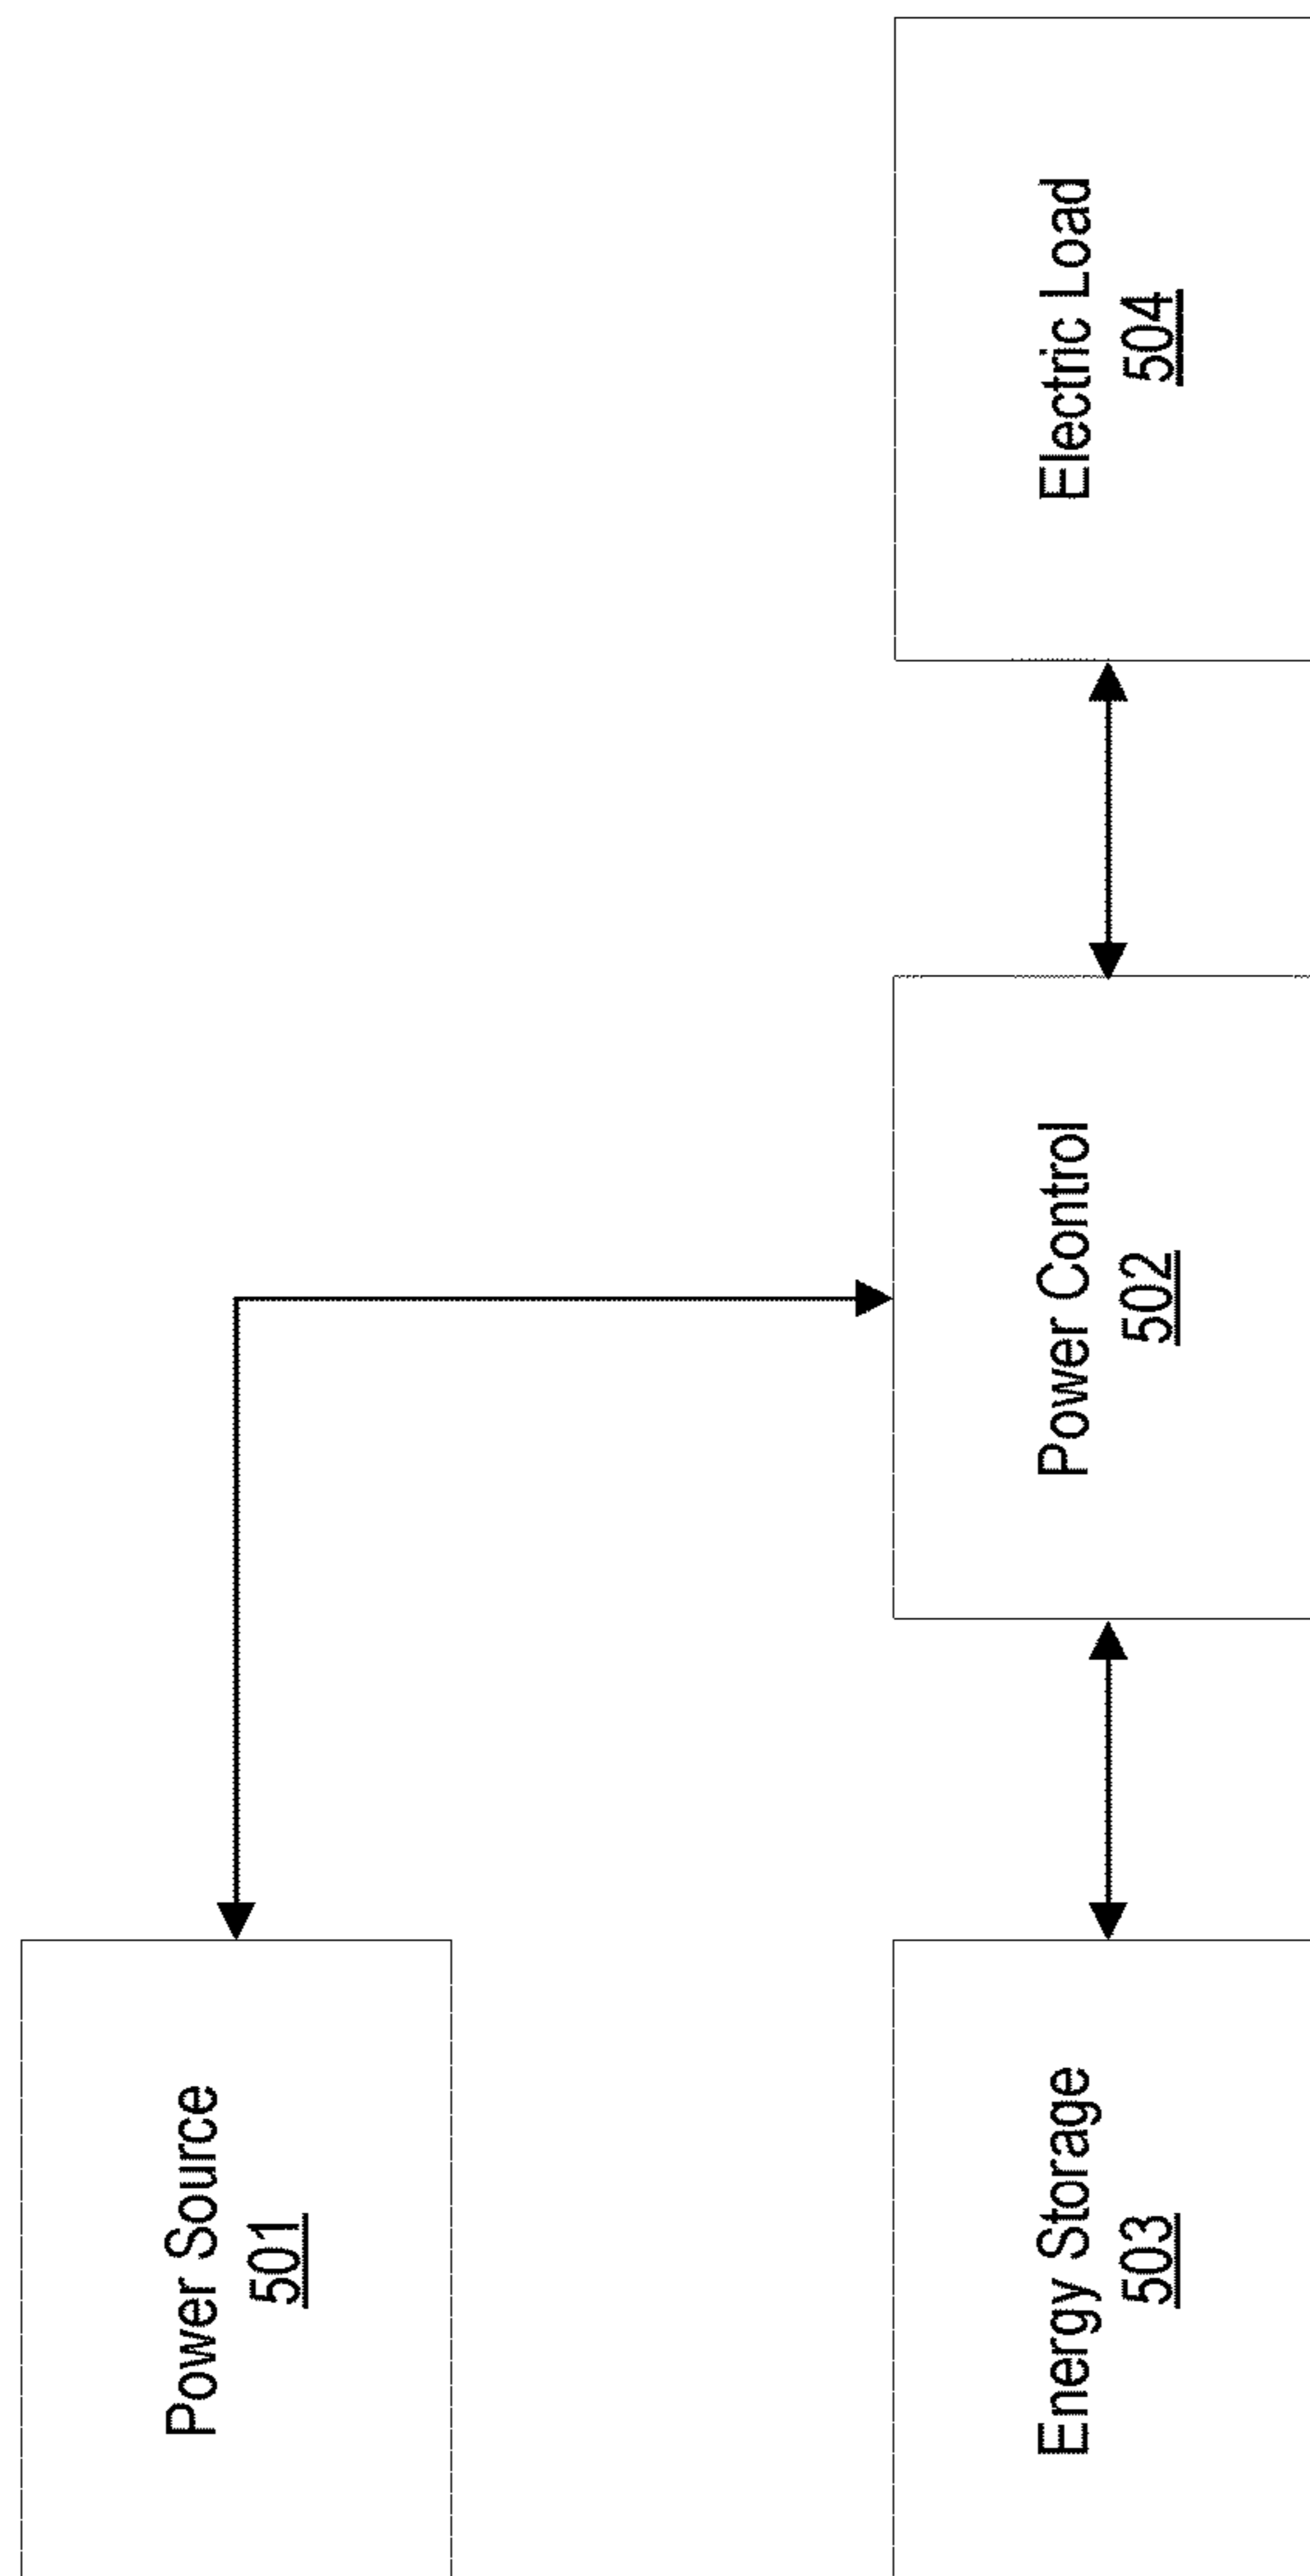 Power Source
501
Energy Storage
503
Power Control
502
Electric Load
504